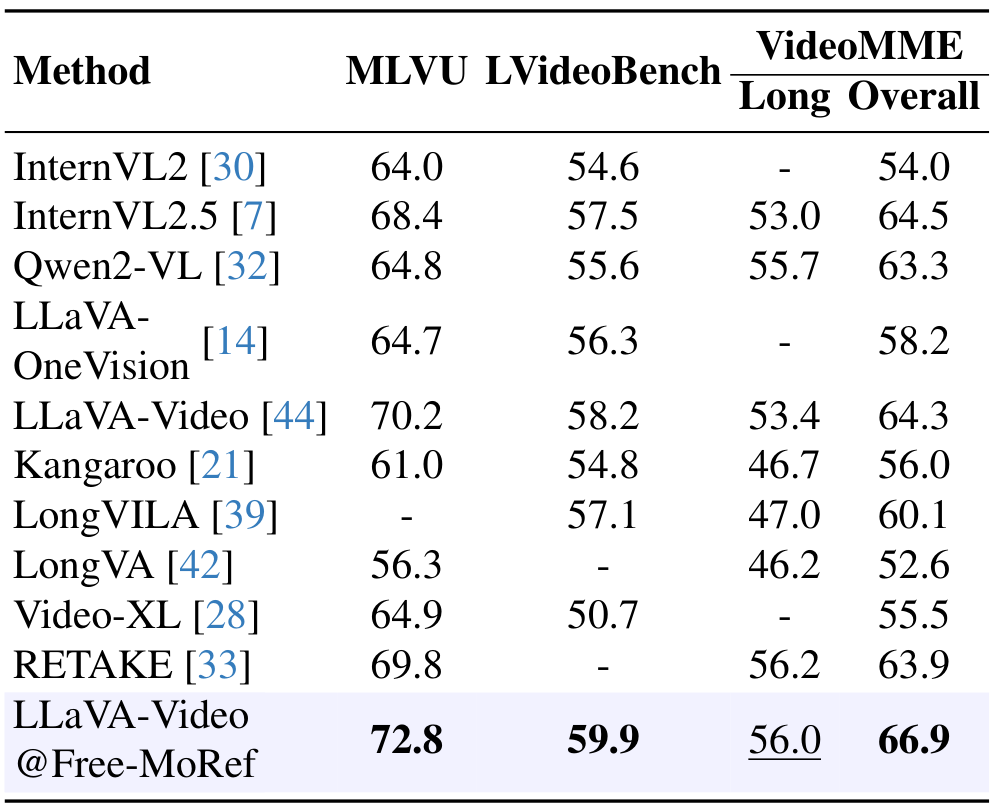 Method MLVU LVideoBench VideoMME
Long Overall
InternVL2 [30] 64.0 54.6 - 54.0
InternVL2.5 [7] 68.4 57.5 53.0 64.5
Qwen2-VL [32] 64.8 55.6 55.7 63.3
LLaVA-
OneVision [14] 64.7 56.3 - 58.2
LLaVA-Video [44] 70.2 58.2 53.4 64.3
Kangaroo [21] 61.0 54.8 46.7 56.0
LongVILA [39] - 57.1 47.0 60.1
LongVA [42] 56.3 - 46.2 52.6
Video-XL [28] 64.9 50.7 - 55.5
RETAKE [33] 69.8 - 56.2 63.9
LLaVA-Video
@Free-MoRef 72.8 59.9 56.0 66.9